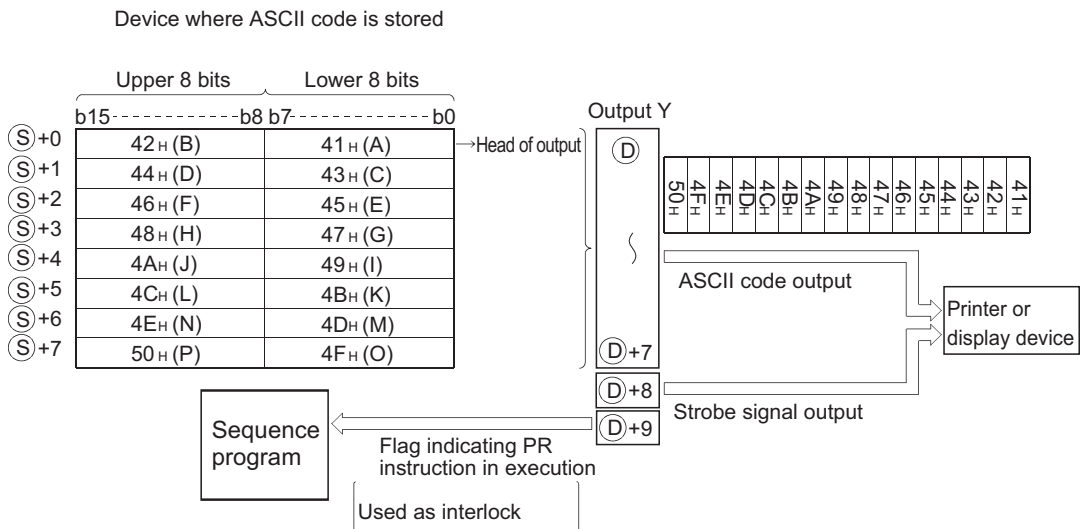 Device where ASCII code is stored
Upper 8 bits Lower 8 bits
b15 b8 b7 b0
Output Y
Ⓢ+0 42H (B) 41H (A) →Head of output
Ⓢ+1 44H (D) 43H (C)
Ⓢ+2 46H (F) 45H (E)
Ⓢ+3 48H (H) 47H (G)
Ⓢ+4 4AH (J) 49H (I)
Ⓢ+5 4CH (L) 4BH (K)
Ⓢ+6 4EH (N) 4DH (M)
Ⓢ+7 50H (P) 4FH (O)
Ⓓ
Ⓓ+7
Ⓓ+8
Ⓓ+9
50H 4FH 4EH 4DH 4CH 4BH 4AH 49H 48H 47H 46H 45H 44H 43H 42H 41H
ASCII code output
Printer or
display device
Strobe signal output
Sequence
program
Flag indicating PR
instruction in execution
Used as interlock